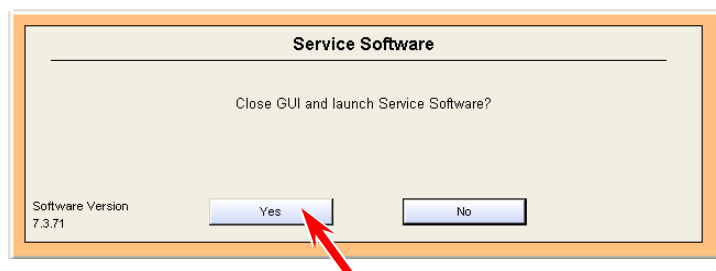 Service Software
Close GUI and launch Service Software?
Software Version
7.3.71
Yes
No